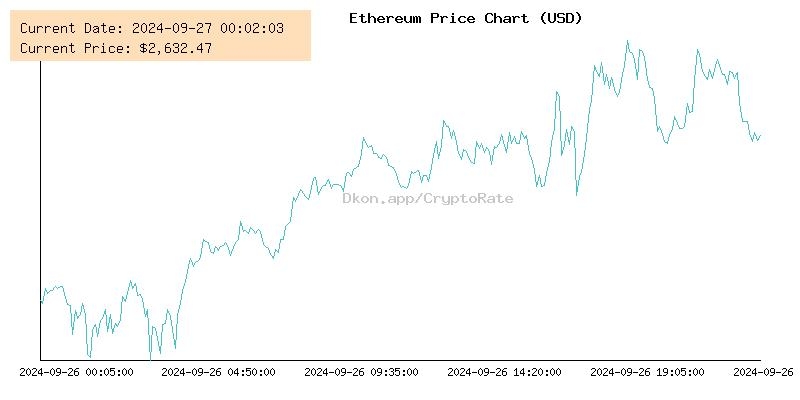 Ethereum Price Chart (USD)
Current Date: 2024-09-27 00:02:03
Current Price: $2,632.47
Dkon.app/CryptoRate
2024-09-26 00:05:00 2024-09-26 04:50:00 2024-09-26 09:35:00 2024-09-26 14:20:00 2024-09-26 19:05:00 2024-09-26